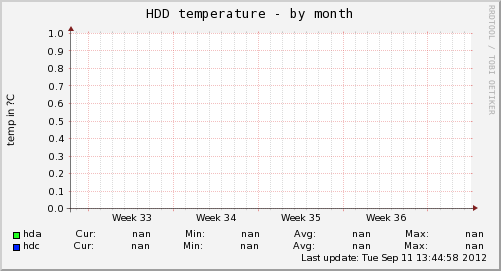 HDD temperature - by month
RRDTOOL / TOBI OETIKER
temp in ?C
1.0
0.9
0.8
0.7
0.6
0.5
0.4
0.3
0.2
0.1
0.0
Week 33 Week 34 Week 35 Week 36
hda Cur: nan Min: nan Avg: nan Max: nan
hdc Cur: nan Min: nan Avg: nan Max: nan
Last update: Tue Sep 11 13:44:58 2012